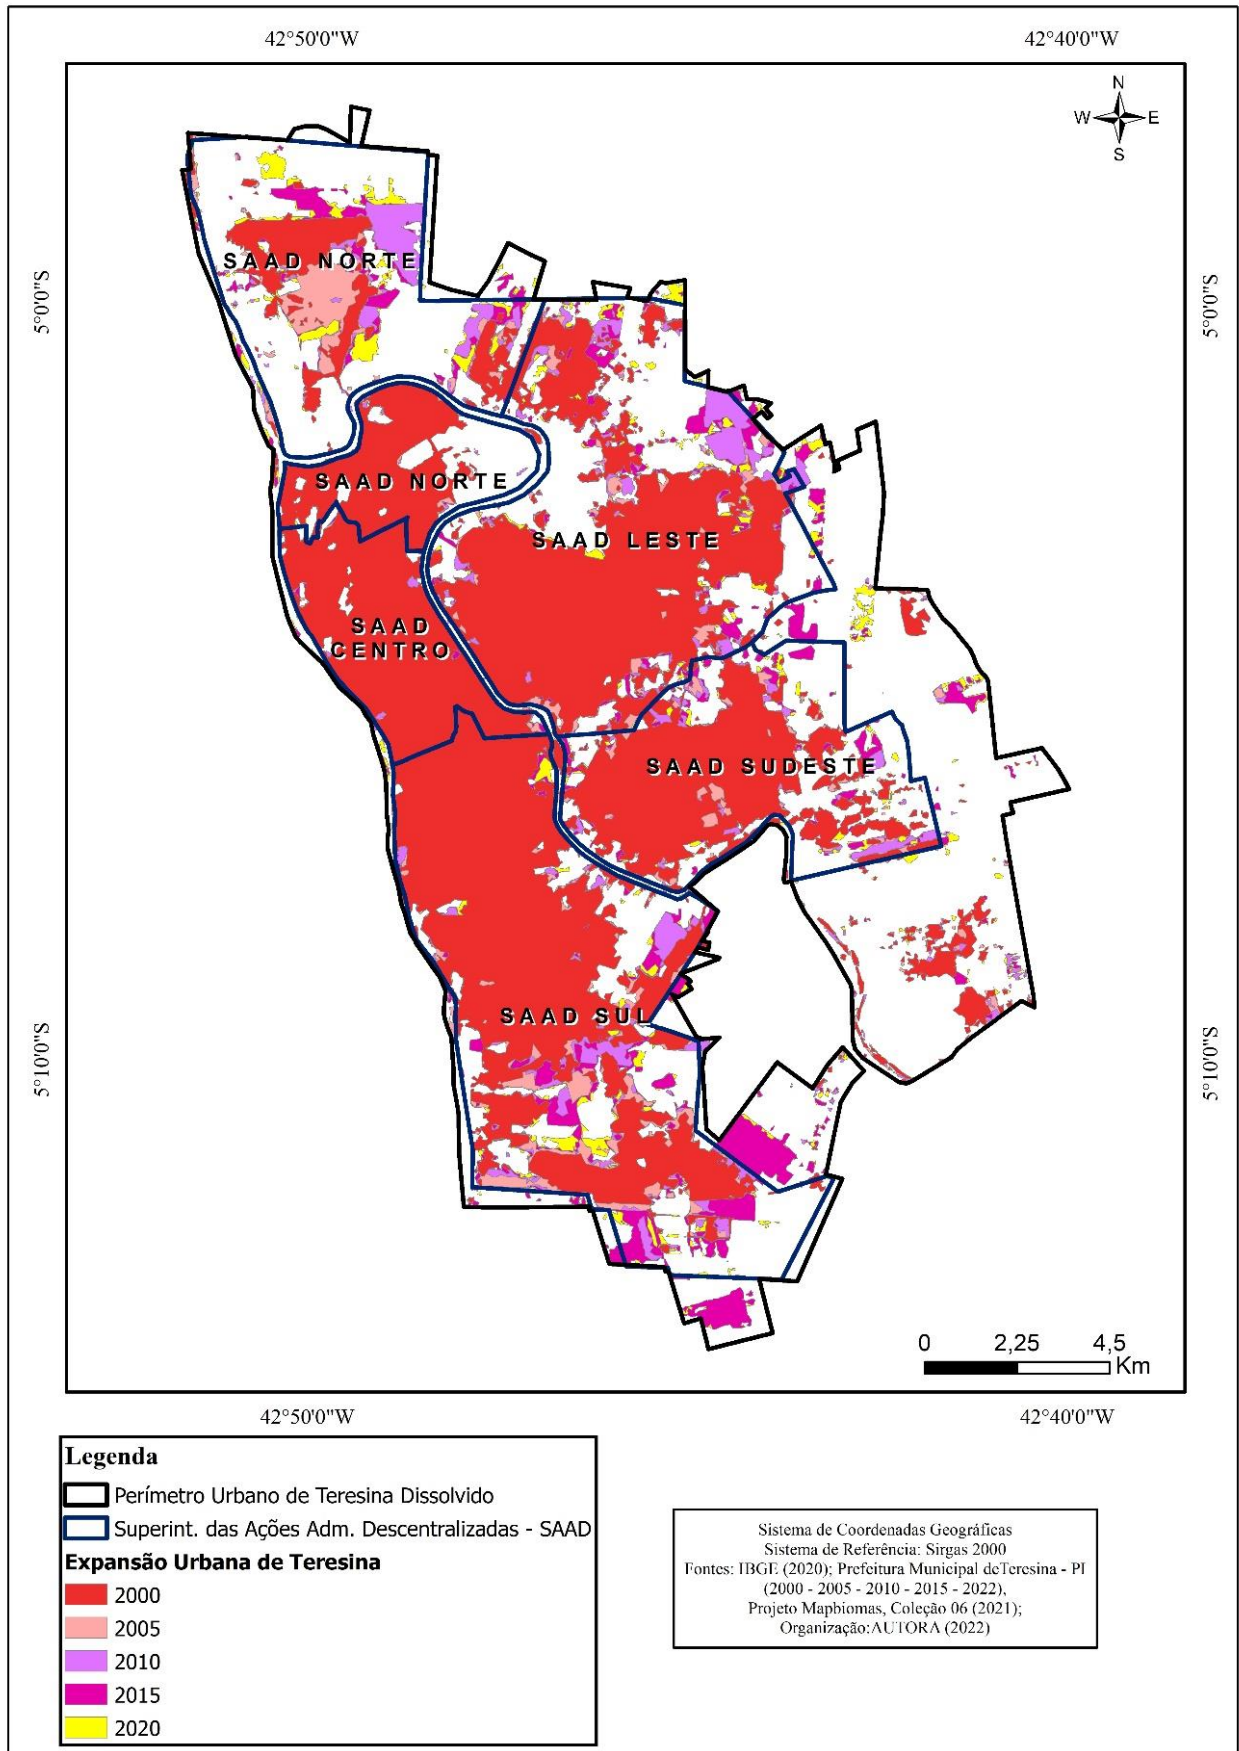 42°50'0"W
42°40'0"W
N
W E
S
5°0'0"S
5°0'0"S
SAAD NORTE
SAAD NORTE
SAAD LESTE
SAAD
CENTRO
SAAD SUDESTE
SAAD SUL
5°10'0"S
5°10'0"S
0 2,25 4,5
Km
42°50'0"W
42°40'0"W
Legenda
Perímetro Urbano de Teresina Dissolvido
Superint. das Ações Adm. Descentralizadas - SAAD
Expansão Urbana de Teresina
2000
2005
2010
2015
2020
Sistema de Coordenadas Geográficas
Sistema de Referência: Sirgas 2000
Fontes: IBGE (2020); Prefeitura Municipal deTeresina - PI
(2000 - 2005 - 2010 - 2015 - 2022),
Projeto Mapbiomas, Coleção 06 (2021);
Organização:AUTORA (2022)